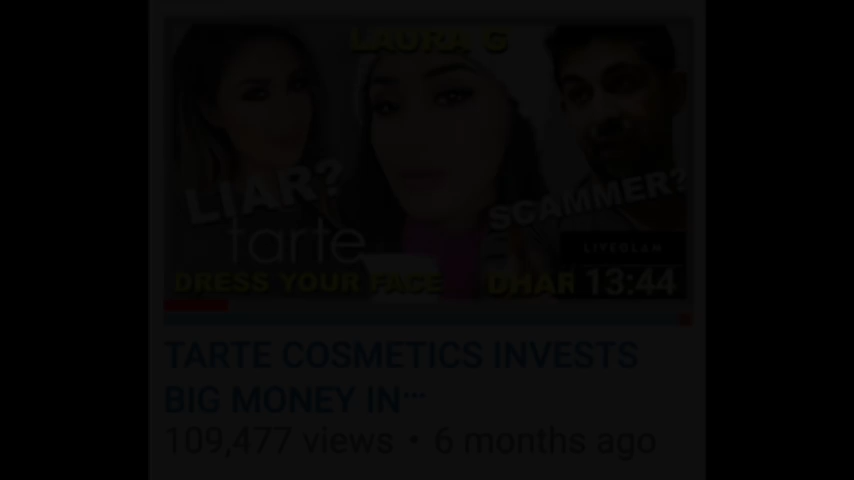 LAURA G
LIAR?
SCAMMER?
tarte
LIVEGLAM
DRESS YOUR FACE
DHAR
13:44
TARTE COSMETICS INVESTS
BIG MONEY IN...
109,477 views • 6 months ago